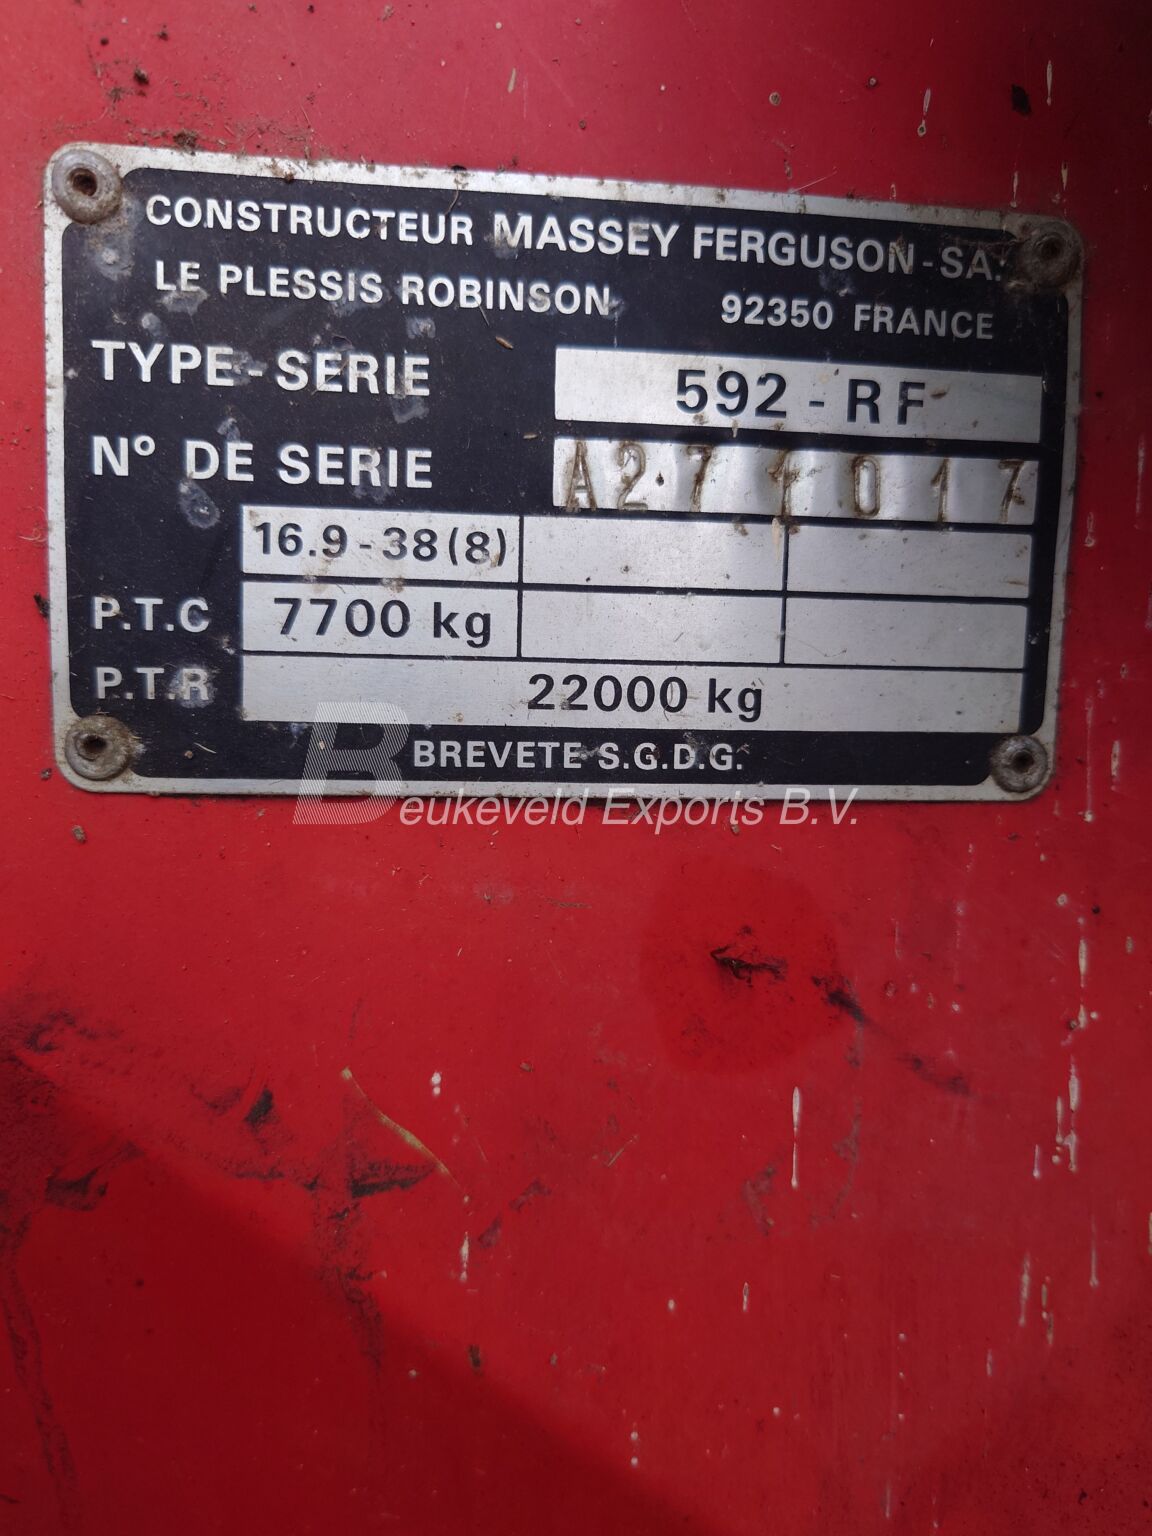 CONSTRUCTEUR MASSEY FERGUSON-SA.
LE PLESSIS ROBINSON 92350 FRANCE
TYPE-SERIE 592-RF
N° DE SERIE A271017
16.9-38(8)
P.T.C 7700 kg
P.T.R 22000 kg
BREVETE S.G.D.G.
Beukeveld Exports B.V.